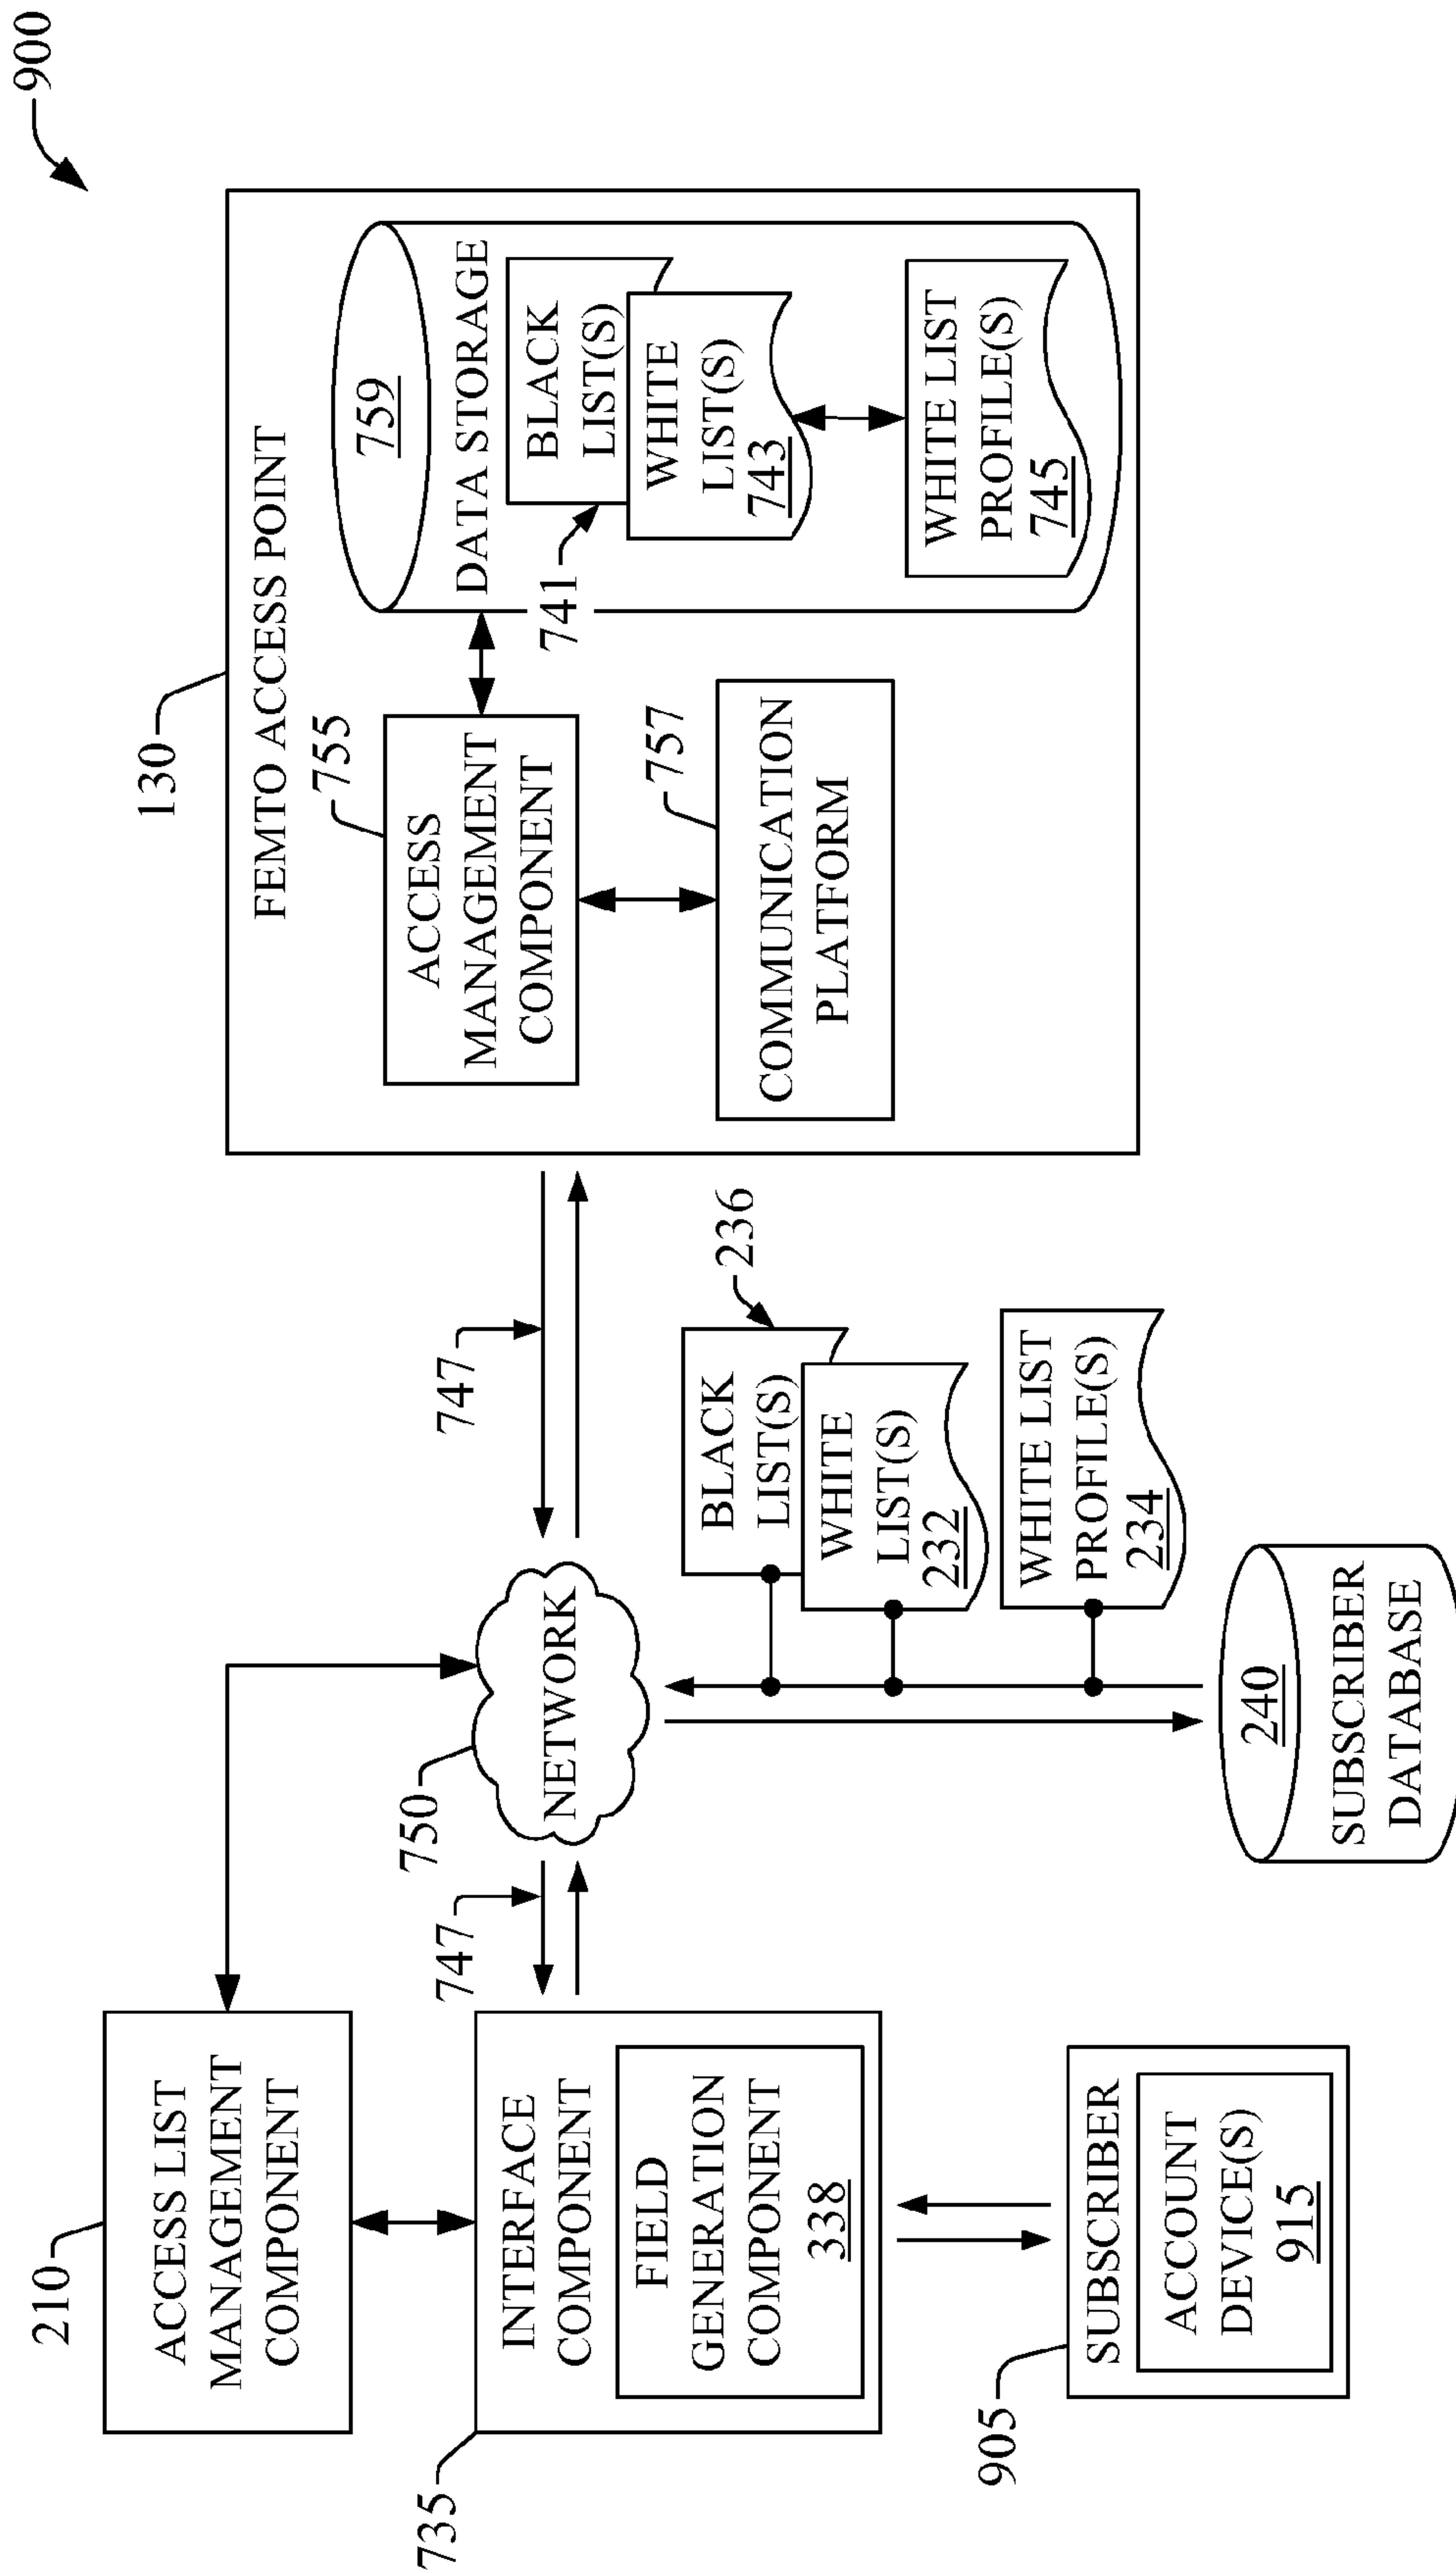 900
130
FEMTO ACCESS POINT
755
ACCESS
MANAGEMENT
COMPONENT
759
DATA STORAGE
741
BLACK
LIST(S)
WHITE
LIST(S)
743
WHITE LIST
PROFILE(S)
745
757
COMMUNICATION
PLATFORM
210
ACCESS LIST
MANAGEMENT
COMPONENT
750
NETWORK
747
747
735
INTERFACE
COMPONENT
FIELD
GENERATION
COMPONENT
338
236
BLACK
LIST(S)
WHITE
LIST(S)
232
WHITE LIST
PROFILE(S)
234
905
SUBSCRIBER
ACCOUNT
DEVICE(S)
915
240
SUBSCRIBER
DATABASE